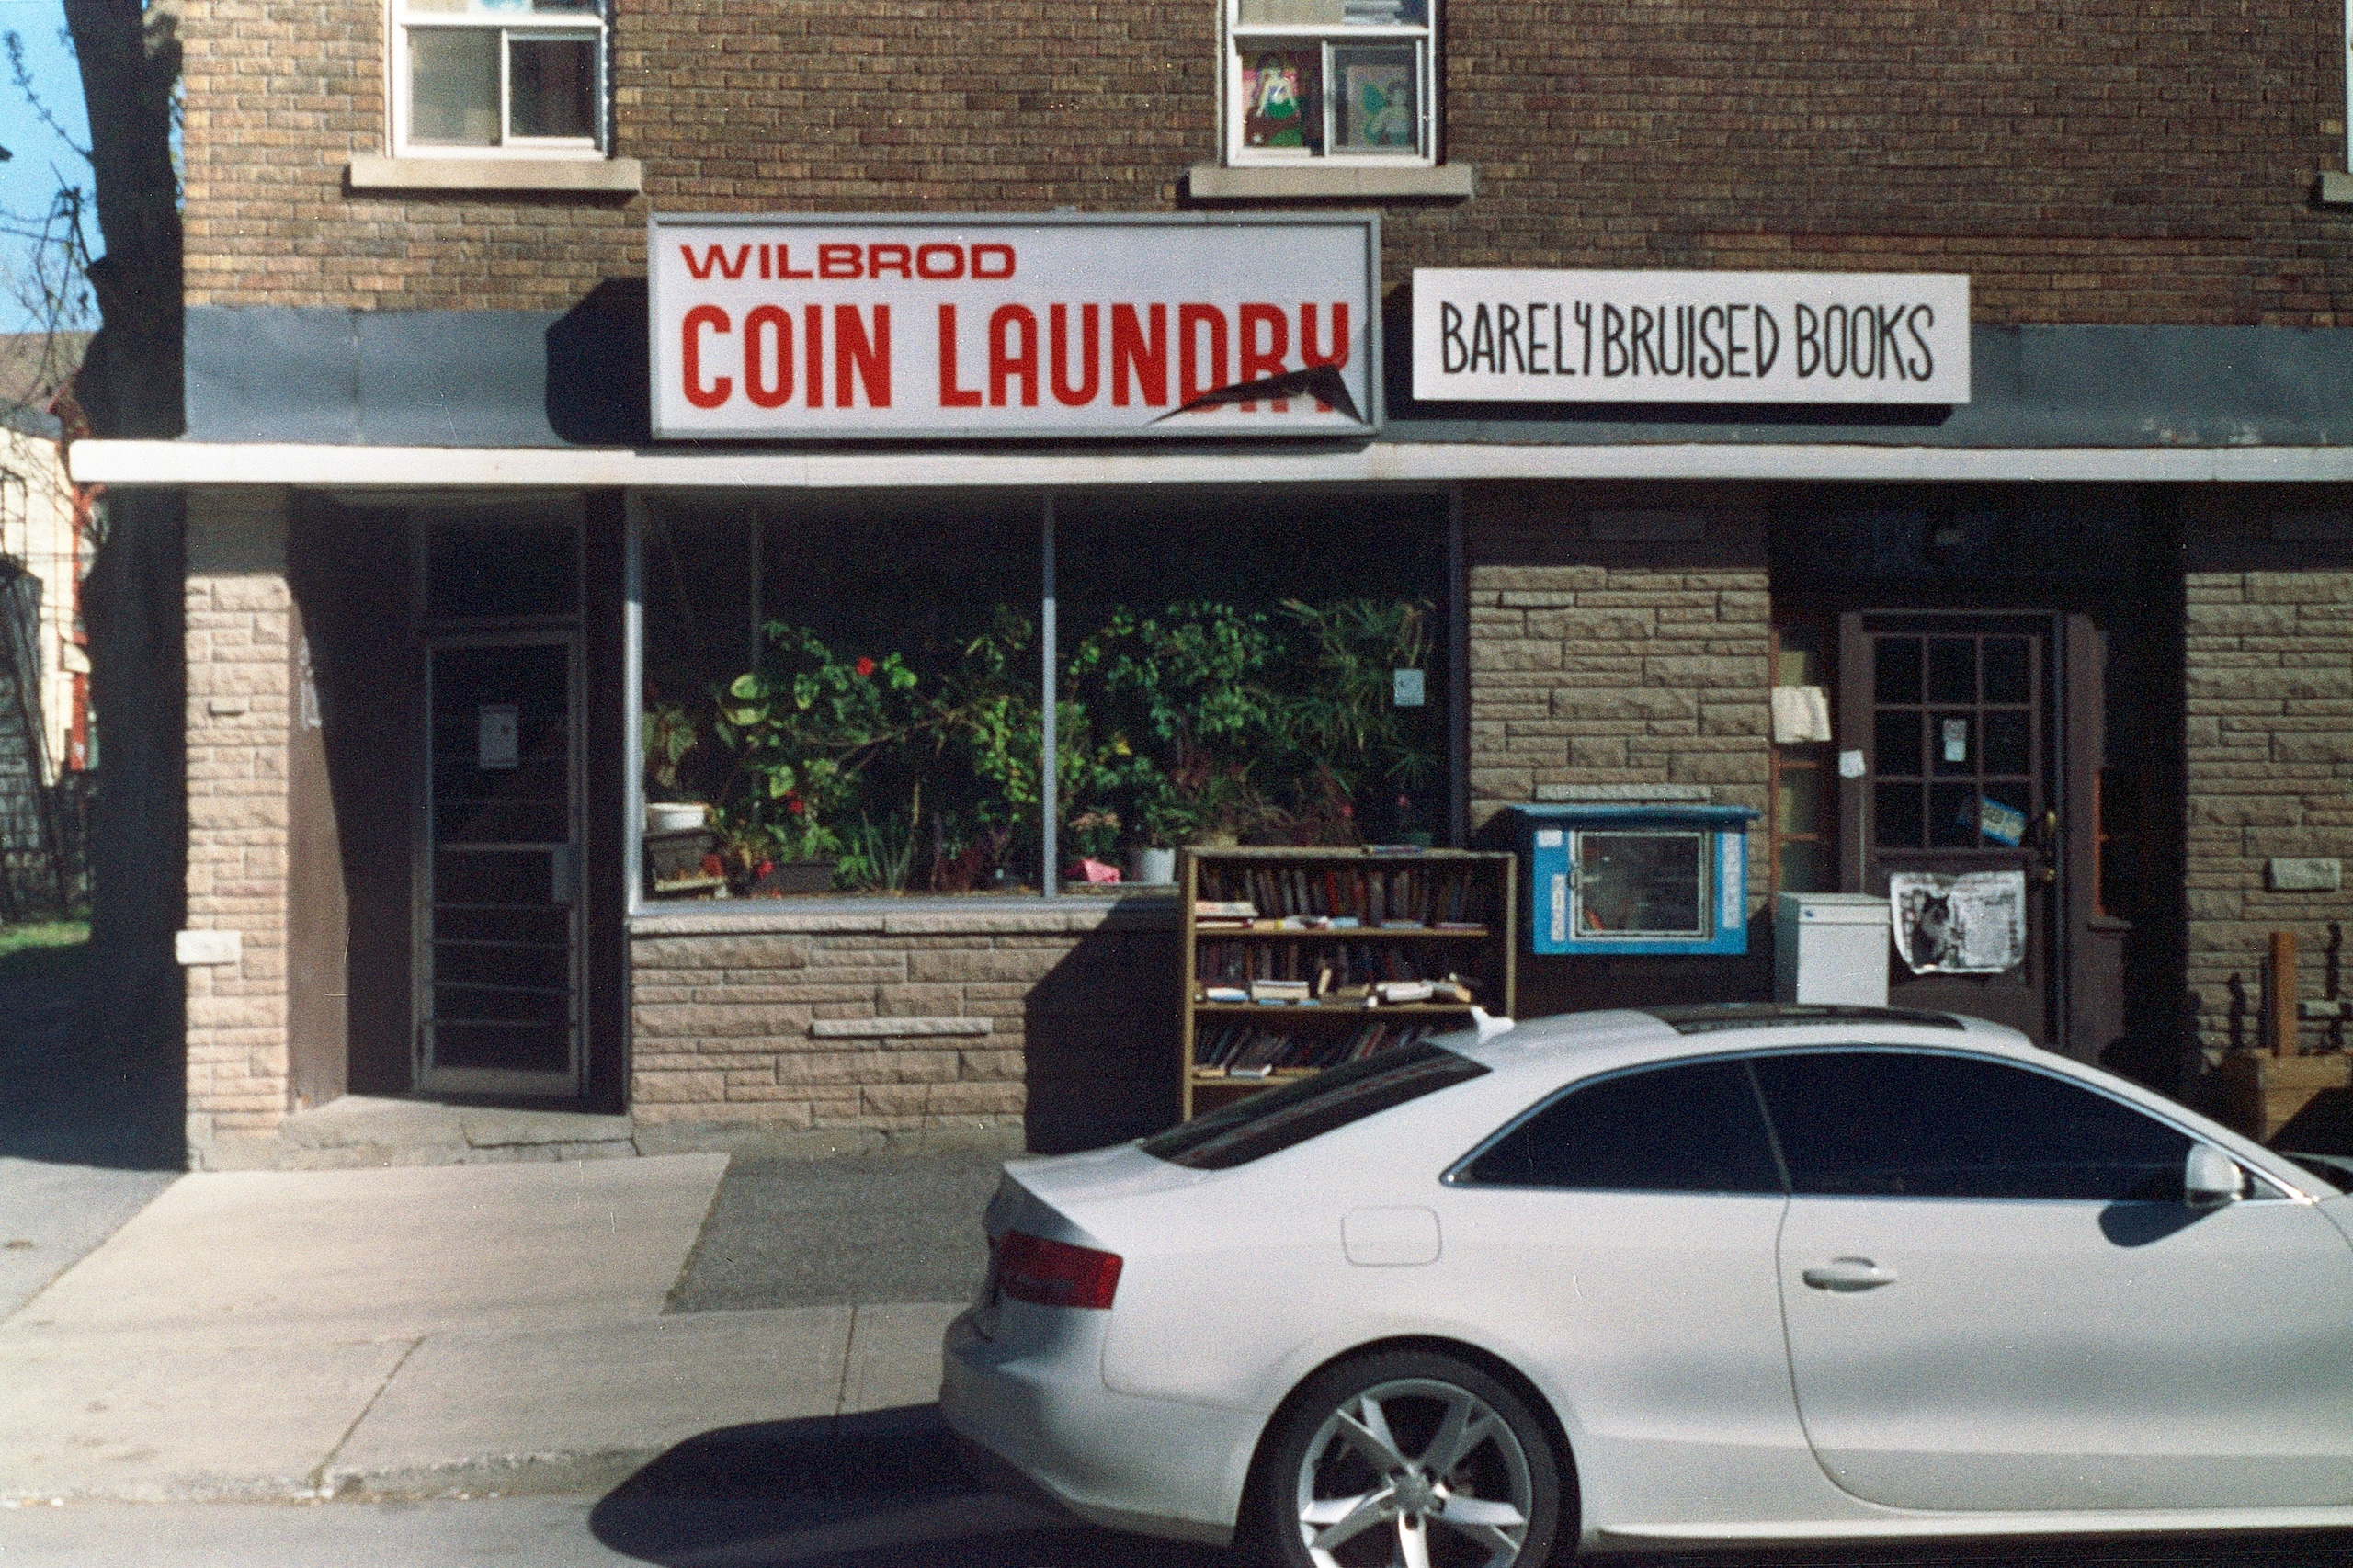 WILBROD
COIN LAUNDRY
BARELY BRUISED BOOKS